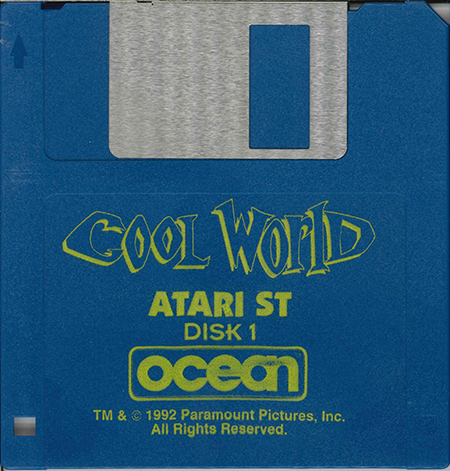 COOL WORLD
ATARI ST
DISK 1
ocean
TM & © 1992 Paramount Pictures, Inc.
All Rights Reserved.